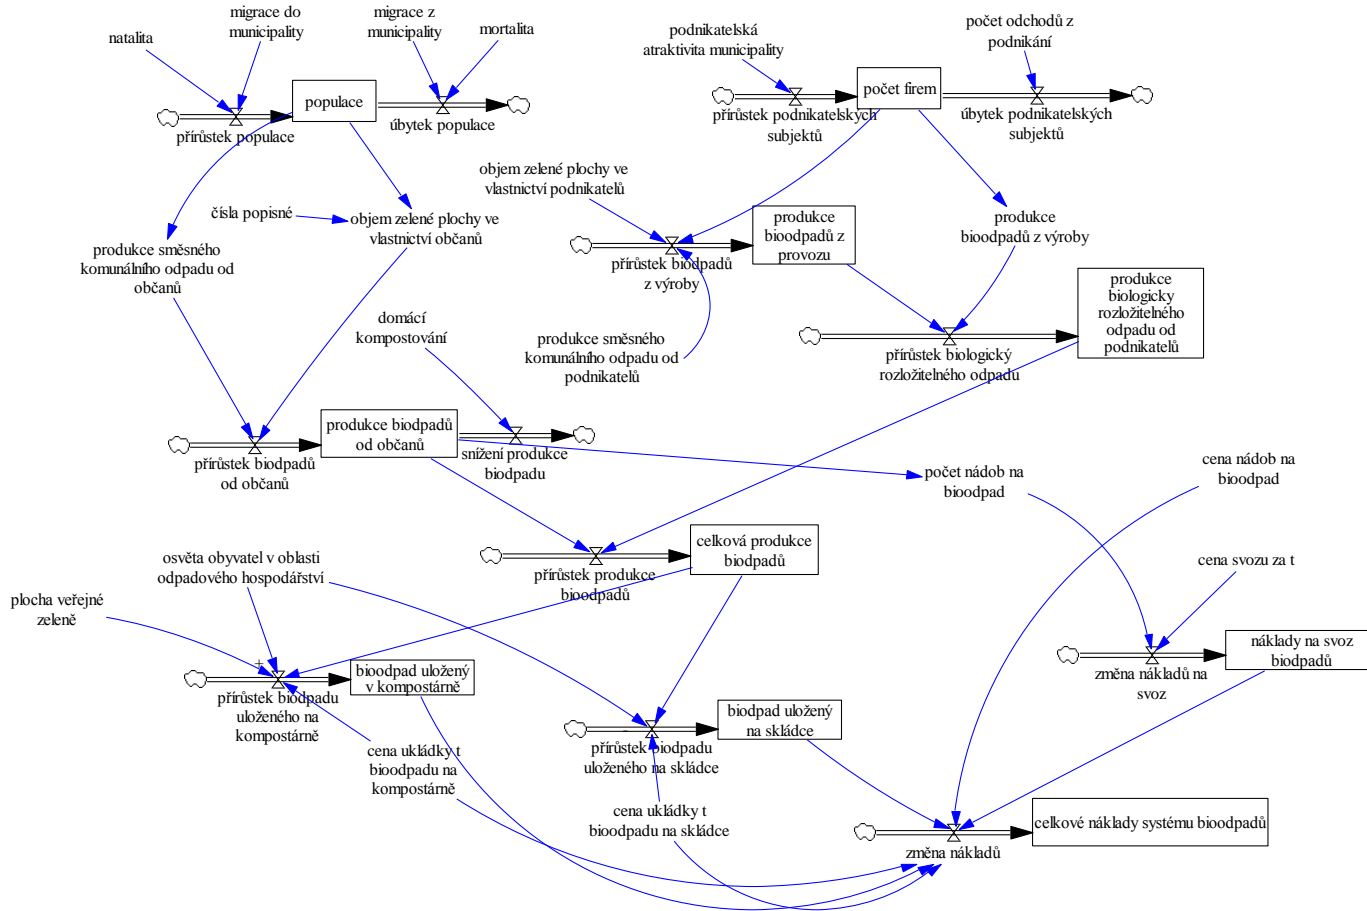 natalita
migrace do
municipality
migrace z
municipality
mortalita
populace
přírůstek populace
úbytek populace
podnikatelská
atraktivita municipality
počet odchodů z
podnikání
počet firem
přírůstek podnikatelských
subjektů
úbytek podnikatelských
subjektů
čísla popisné
objem zelené plochy ve
vlastnictví občanů
objem zelené plochy ve
vlastnictví podnikatelů
produkce směsného
komunálního odpadu od
občanů
přírůstek biodpadů
z výroby
produkce
bioodpadů z
provozu
produkce
bioodpadů z výroby
produkce
biologicky
rozložitelného
odpadu od
podnikatelů
domácí
kompostování
produkce směsného
komunálního odpadu od
podnikatelů
přírůstek biologický
rozložitelného odpadu
přírůstek biodpadů
od občanů
produkce biodpadů
od občanů
snížení produkce
biodpadu
počet nádob na
bioodpad
cena nádob na
bioodpad
osvěta obyvatel v oblasti
odpadového hospodářství
přírůstek produkce
bioodpadů
celková produkce
biodpadů
cena svozu za t
plocha veřejné
zeleně
+
přírůstek biodpadu
uloženého na
kompostárně
bioodpad uložený
v kompostárně
změna nákladů na
svoz
náklady na svoz
biodpadů
-
přírůstek biodpadu
uloženého na skládce
biodpad uložený
na skládce
cena ukládky t
bioodpadu na
kompostárně
cena ukládky t
bioodpadu na skládce
změna nákladů
celkové náklady systému bioodpadů